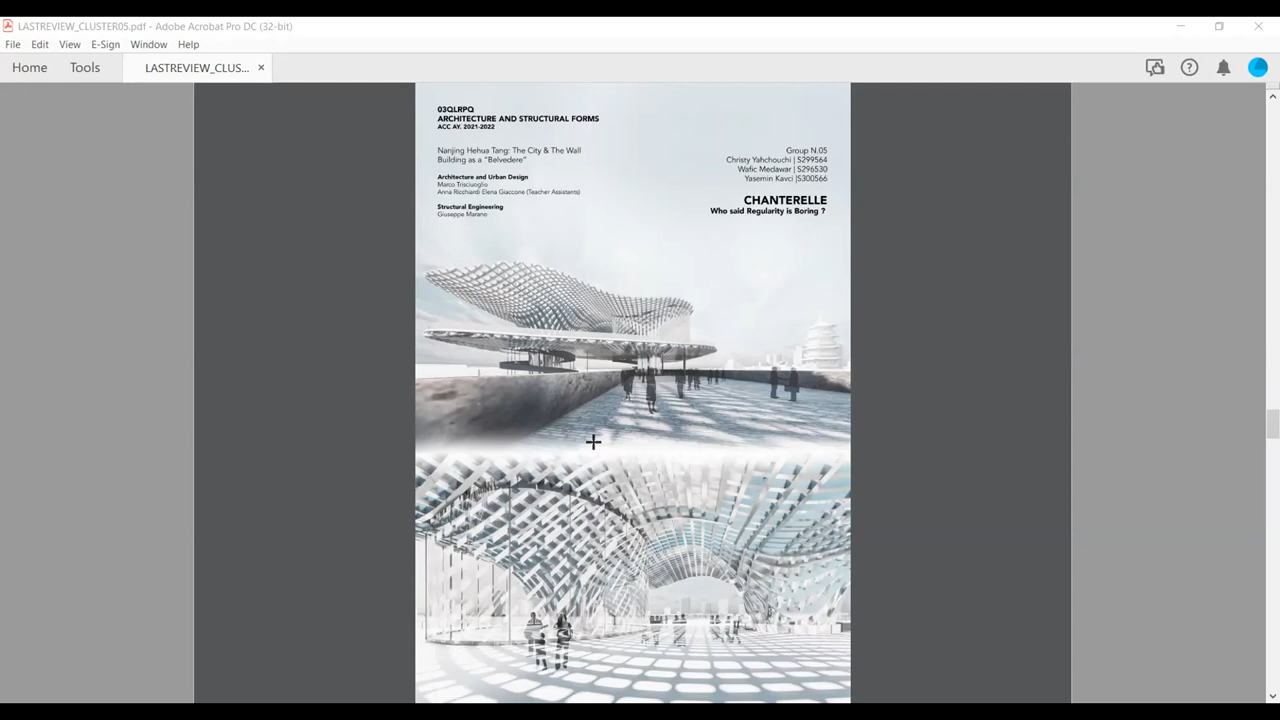 LASTREVIEW_CLUSTER05.pdf - Adobe Acrobat Pro DC (32-bit)
File Edit View E-Sign Window Help
Home Tools LASTREVIEW_CLUS... ×
03QLRPQ
ARCHITECTURE AND STRUCTURAL FORMS
ACC AY. 2021-2022
Nanjing Hehua Tang: The City & The Wall
Building as a “Belvedere”
Architecture and Urban Design
Marco Trisciuoglio
Anna Ricchiardi Elena Giaccone (Teacher Assistants)
Structural Engineering
Giuseppe Marano
Group N.05
Christy Yahchouchi | S299564
Wafic Medawar | S296530
Yasemin Kavci |S300566
CHANTERELLE
Who said Regularity is Boring ?